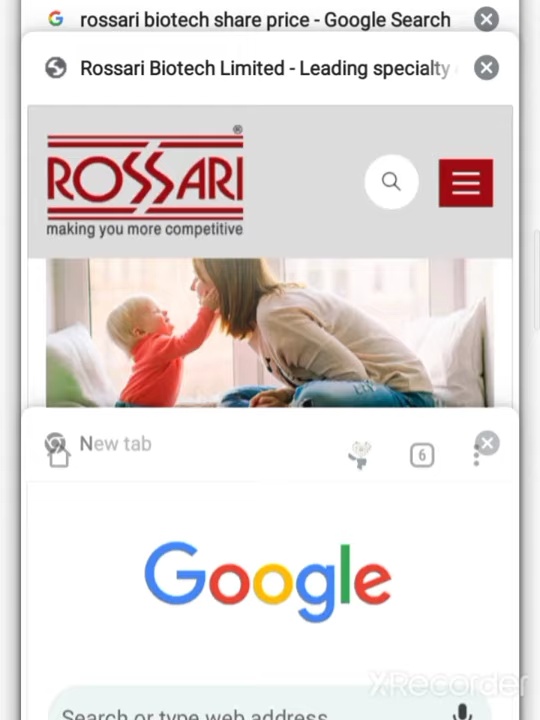 rossari biotech share price - Google Search
Rossari Biotech Limited - Leading specialty
®
ROSSARI
making you more competitive
New tab
6
Google
Search or type web address
XRecorder